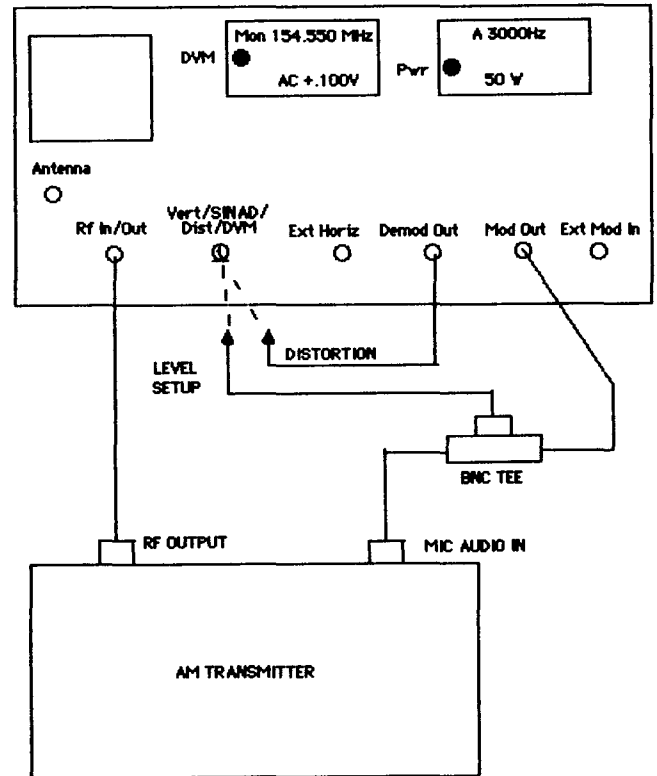 Mon 154.550 MHz
DVM
AC +.100V
A 3000Hz
Pwr
50 W
Antenna
Rf In/Out
Vert/SINAD/
Dist/DVM
Ext Horiz
Demod Out
Mod Out
Ext Mod In
LEVEL
SETUP
DISTORTION
BNC TEE
RF OUTPUT
MIC AUDIO IN
AM TRANSMITTER